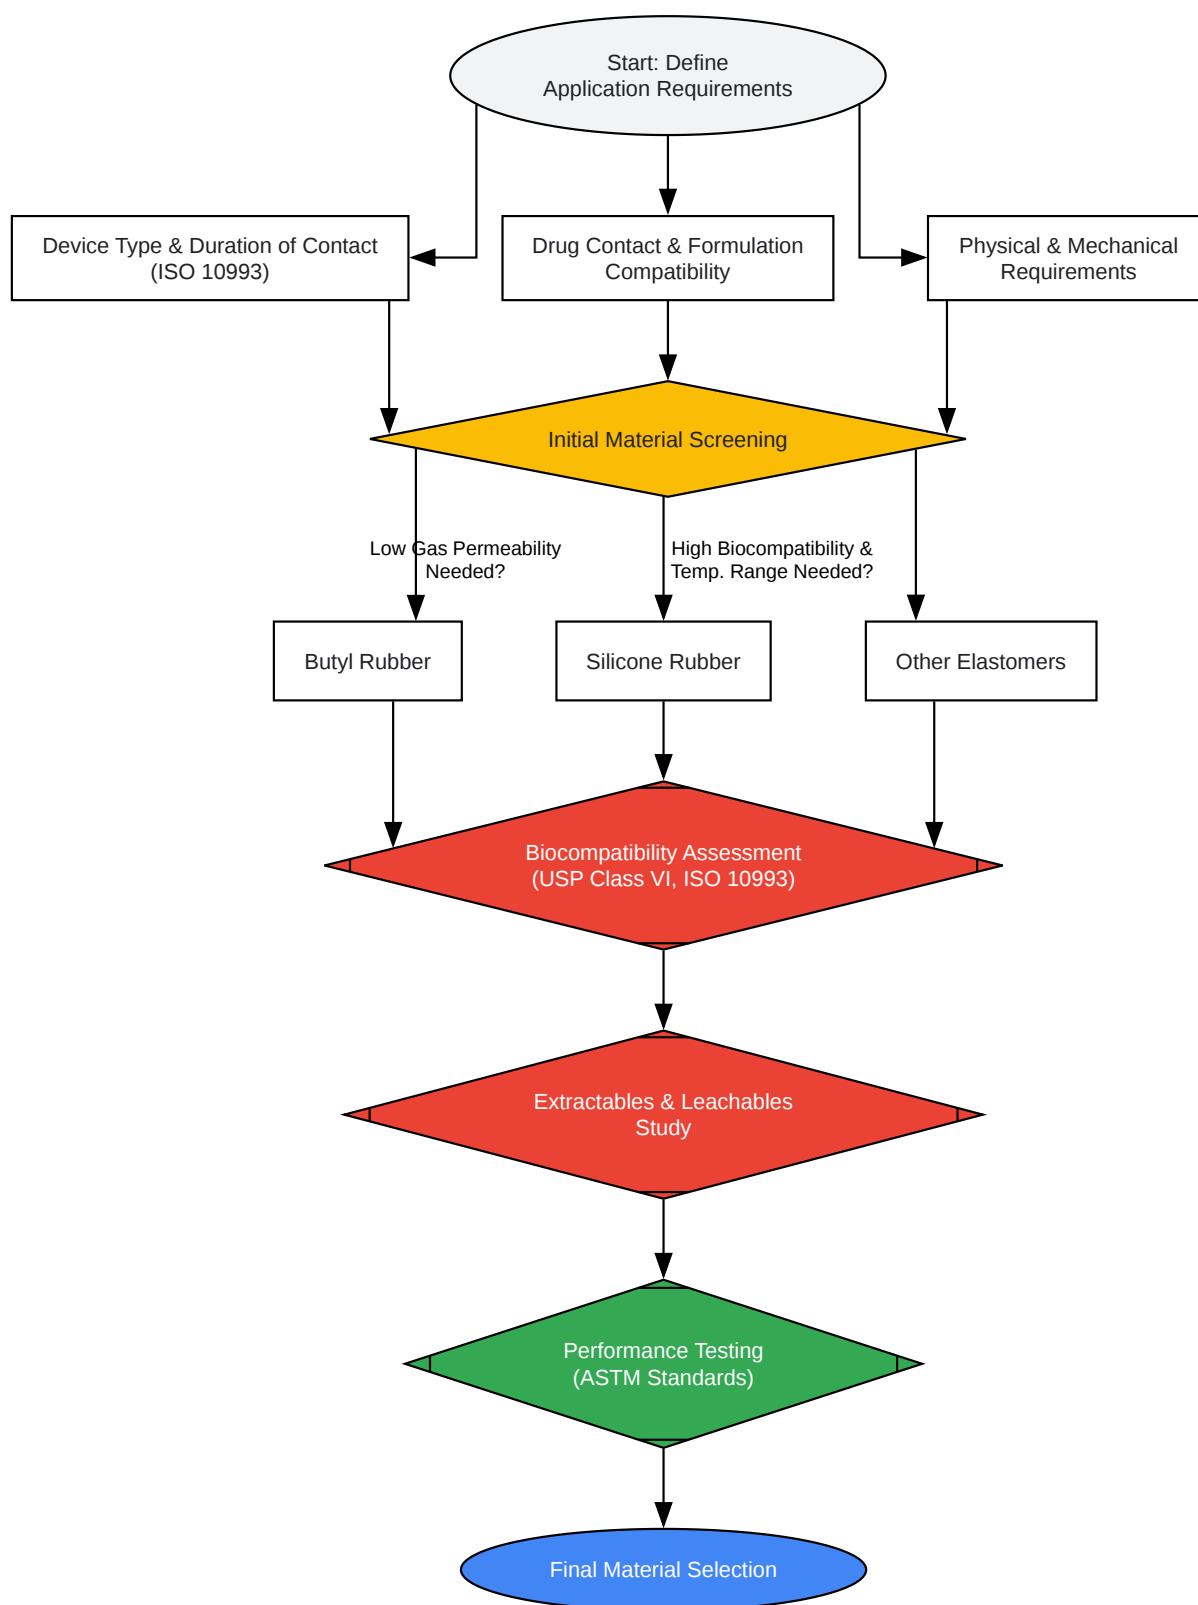 Start: Define
Application Requirements
Device Type & Duration of Contact
(ISO 10993)
Drug Contact & Formulation
Compatibility
Physical & Mechanical
Requirements
Initial Material Screening
Low Gas Permeability
Needed?
High Biocompatibility &
Temp. Range Needed?
Butyl Rubber
Silicone Rubber
Other Elastomers
Biocompatibility Assessment
(USP Class VI, ISO 10993)
Extractables & Leachables
Study
Performance Testing
(ASTM Standards)
Final Material Selection